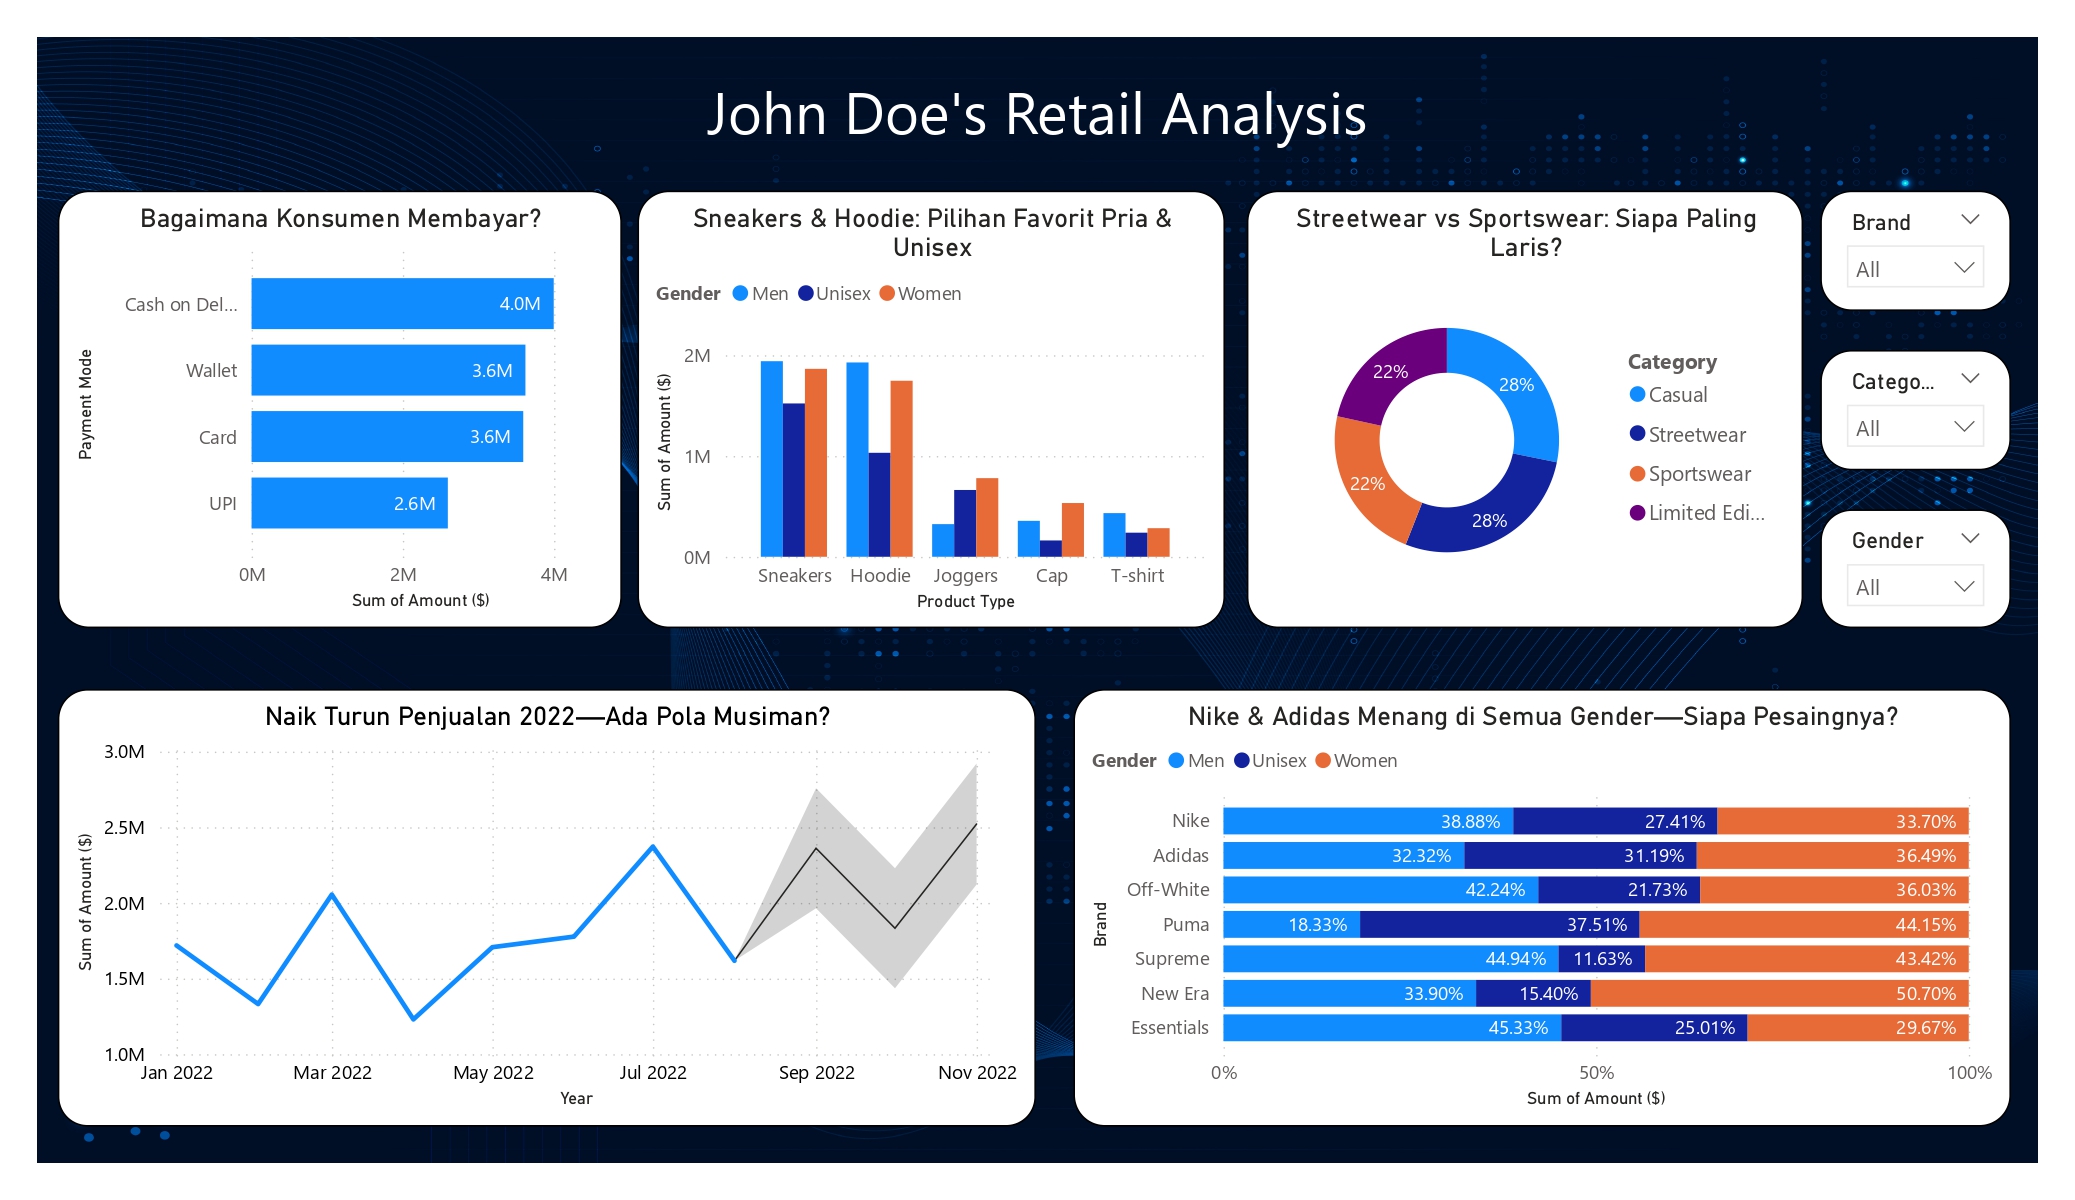 John Doe's Retail Analysis
Bagaimana Konsumen Membayar?
Payment Mode
Cash on Del...
4.0M
Wallet
3.6M
Card
3.6M
UPI
2.6M
0M 2M 4M
Sum of Amount ($)
Sneakers & Hoodie: Pilihan Favorit Pria &
Unisex
Gender Men Unisex Women
Sum of Amount ($)
2M
1M
0M
Sneakers Hoodie Joggers Cap T-shirt
Product Type
Streetwear vs Sportswear: Siapa Paling
Laris?
22% 28%
22%
28%
Category
Casual
Streetwear
Sportswear
Limited Edi...
Brand
All
Catego...
All
Gender
All
Naik Turun Penjualan 2022—Ada Pola Musiman?
Sum of Amount ($)
3.0M
2.5M
2.0M
1.5M
1.0M
Jan 2022 Mar 2022 May 2022 Jul 2022 Sep 2022 Nov 2022
Year
Nike & Adidas Menang di Semua Gender—Siapa Pesaingnya?
Gender Men Unisex Women
Brand
Nike 38.88% 27.41% 33.70%
Adidas 32.32% 31.19% 36.49%
Off-White 42.24% 21.73% 36.03%
Puma 18.33% 37.51% 44.15%
Supreme 44.94% 11.63% 43.42%
New Era 33.90% 15.40% 50.70%
Essentials 45.33% 25.01% 29.67%
0% 50% 100%
Sum of Amount ($)